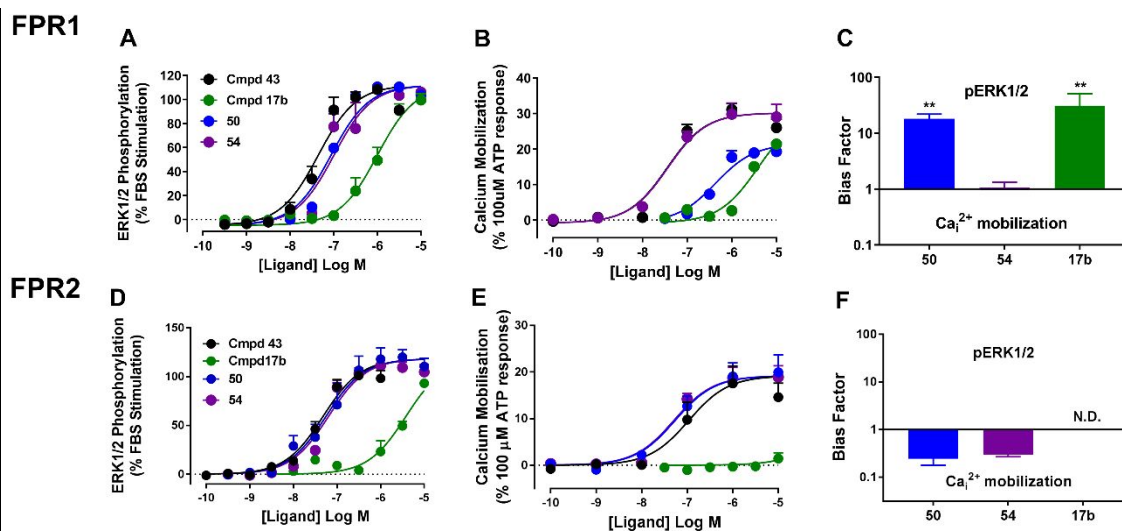 FPR1
A
ERK1/2 Phosphorylation
(% FBS Stimulation)
120
100
80
60
40
20
0
Cmpd 43
Cmpd 17b
50
54
-10 -9 -8 -7 -6 -5
[Ligand] Log M
B
Calcium Mobilization
(% 100uM ATP response)
40
30
20
10
0
-10 -9 -8 -7 -6 -5
[Ligand] Log M
C
Bias Factor
100
10
1
0.1
pERK1/2
**
**
Cai2+ mobilization
50 54 17b
FPR2
D
ERK1/2 Phosphorylation
(% FBS Stimulation)
150
100
50
0
Cmpd 43
Cmpd17b
50
54
-10 -9 -8 -7 -6 -5
[Ligand] Log M
E
Calcium Mobilisation
(% 100 µM ATP response)
40
30
20
10
0
-10 -9 -8 -7 -6 -5
[Ligand] Log M
F
Bias Factor
100
10
1
0.1
pERK1/2
N.D.
Cai2+ mobilization
50 54 17b